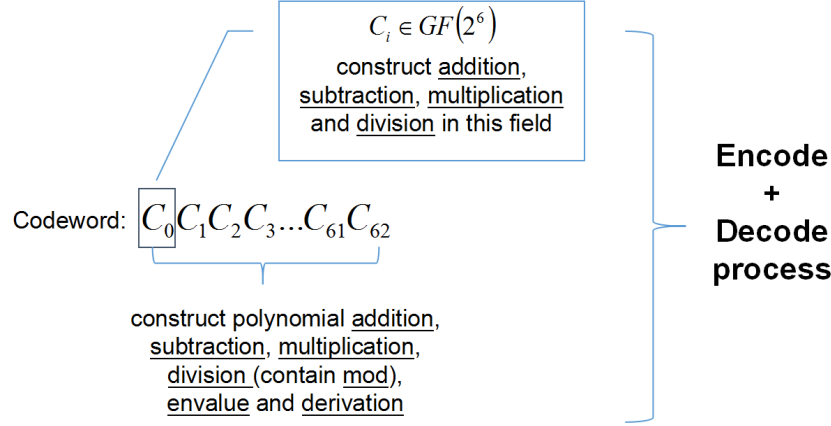 C_i ∈ GF(2^6)
construct addition,
subtraction, multiplication
and division in this field
Codeword: C_0C_1C_2C_3...C_61C_62
construct polynomial addition,
subtraction, multiplication,
division (contain mod),
envalue and derivation
Encode
+
Decode
process